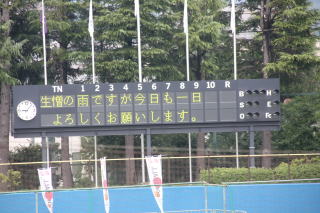 TN 1 2 3 4 5 6 7 8 9 10 R
生憎の雨ですが今日も一日
よろしくお願いします。
B H
S E
O Fc